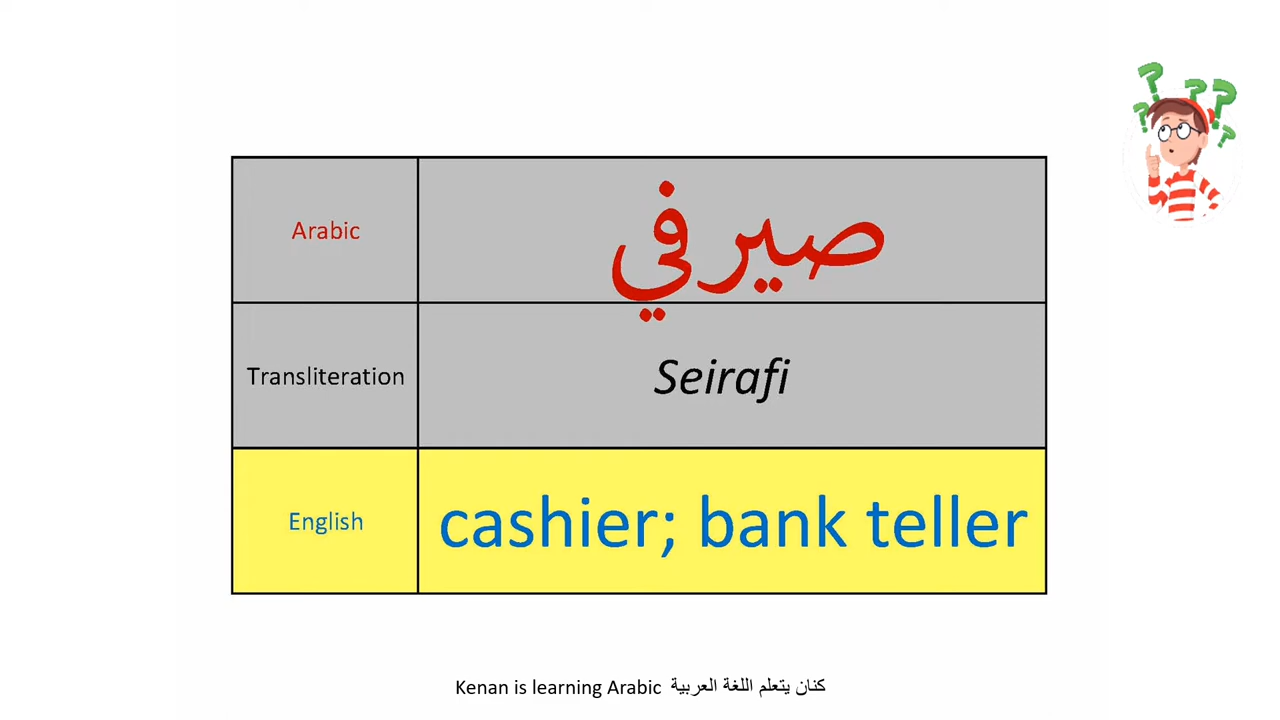 Arabic صيرفي
Transliteration Seirafi
English cashier; bank teller
Kenan is learning Arabic كنان يتعلم اللغة العربية